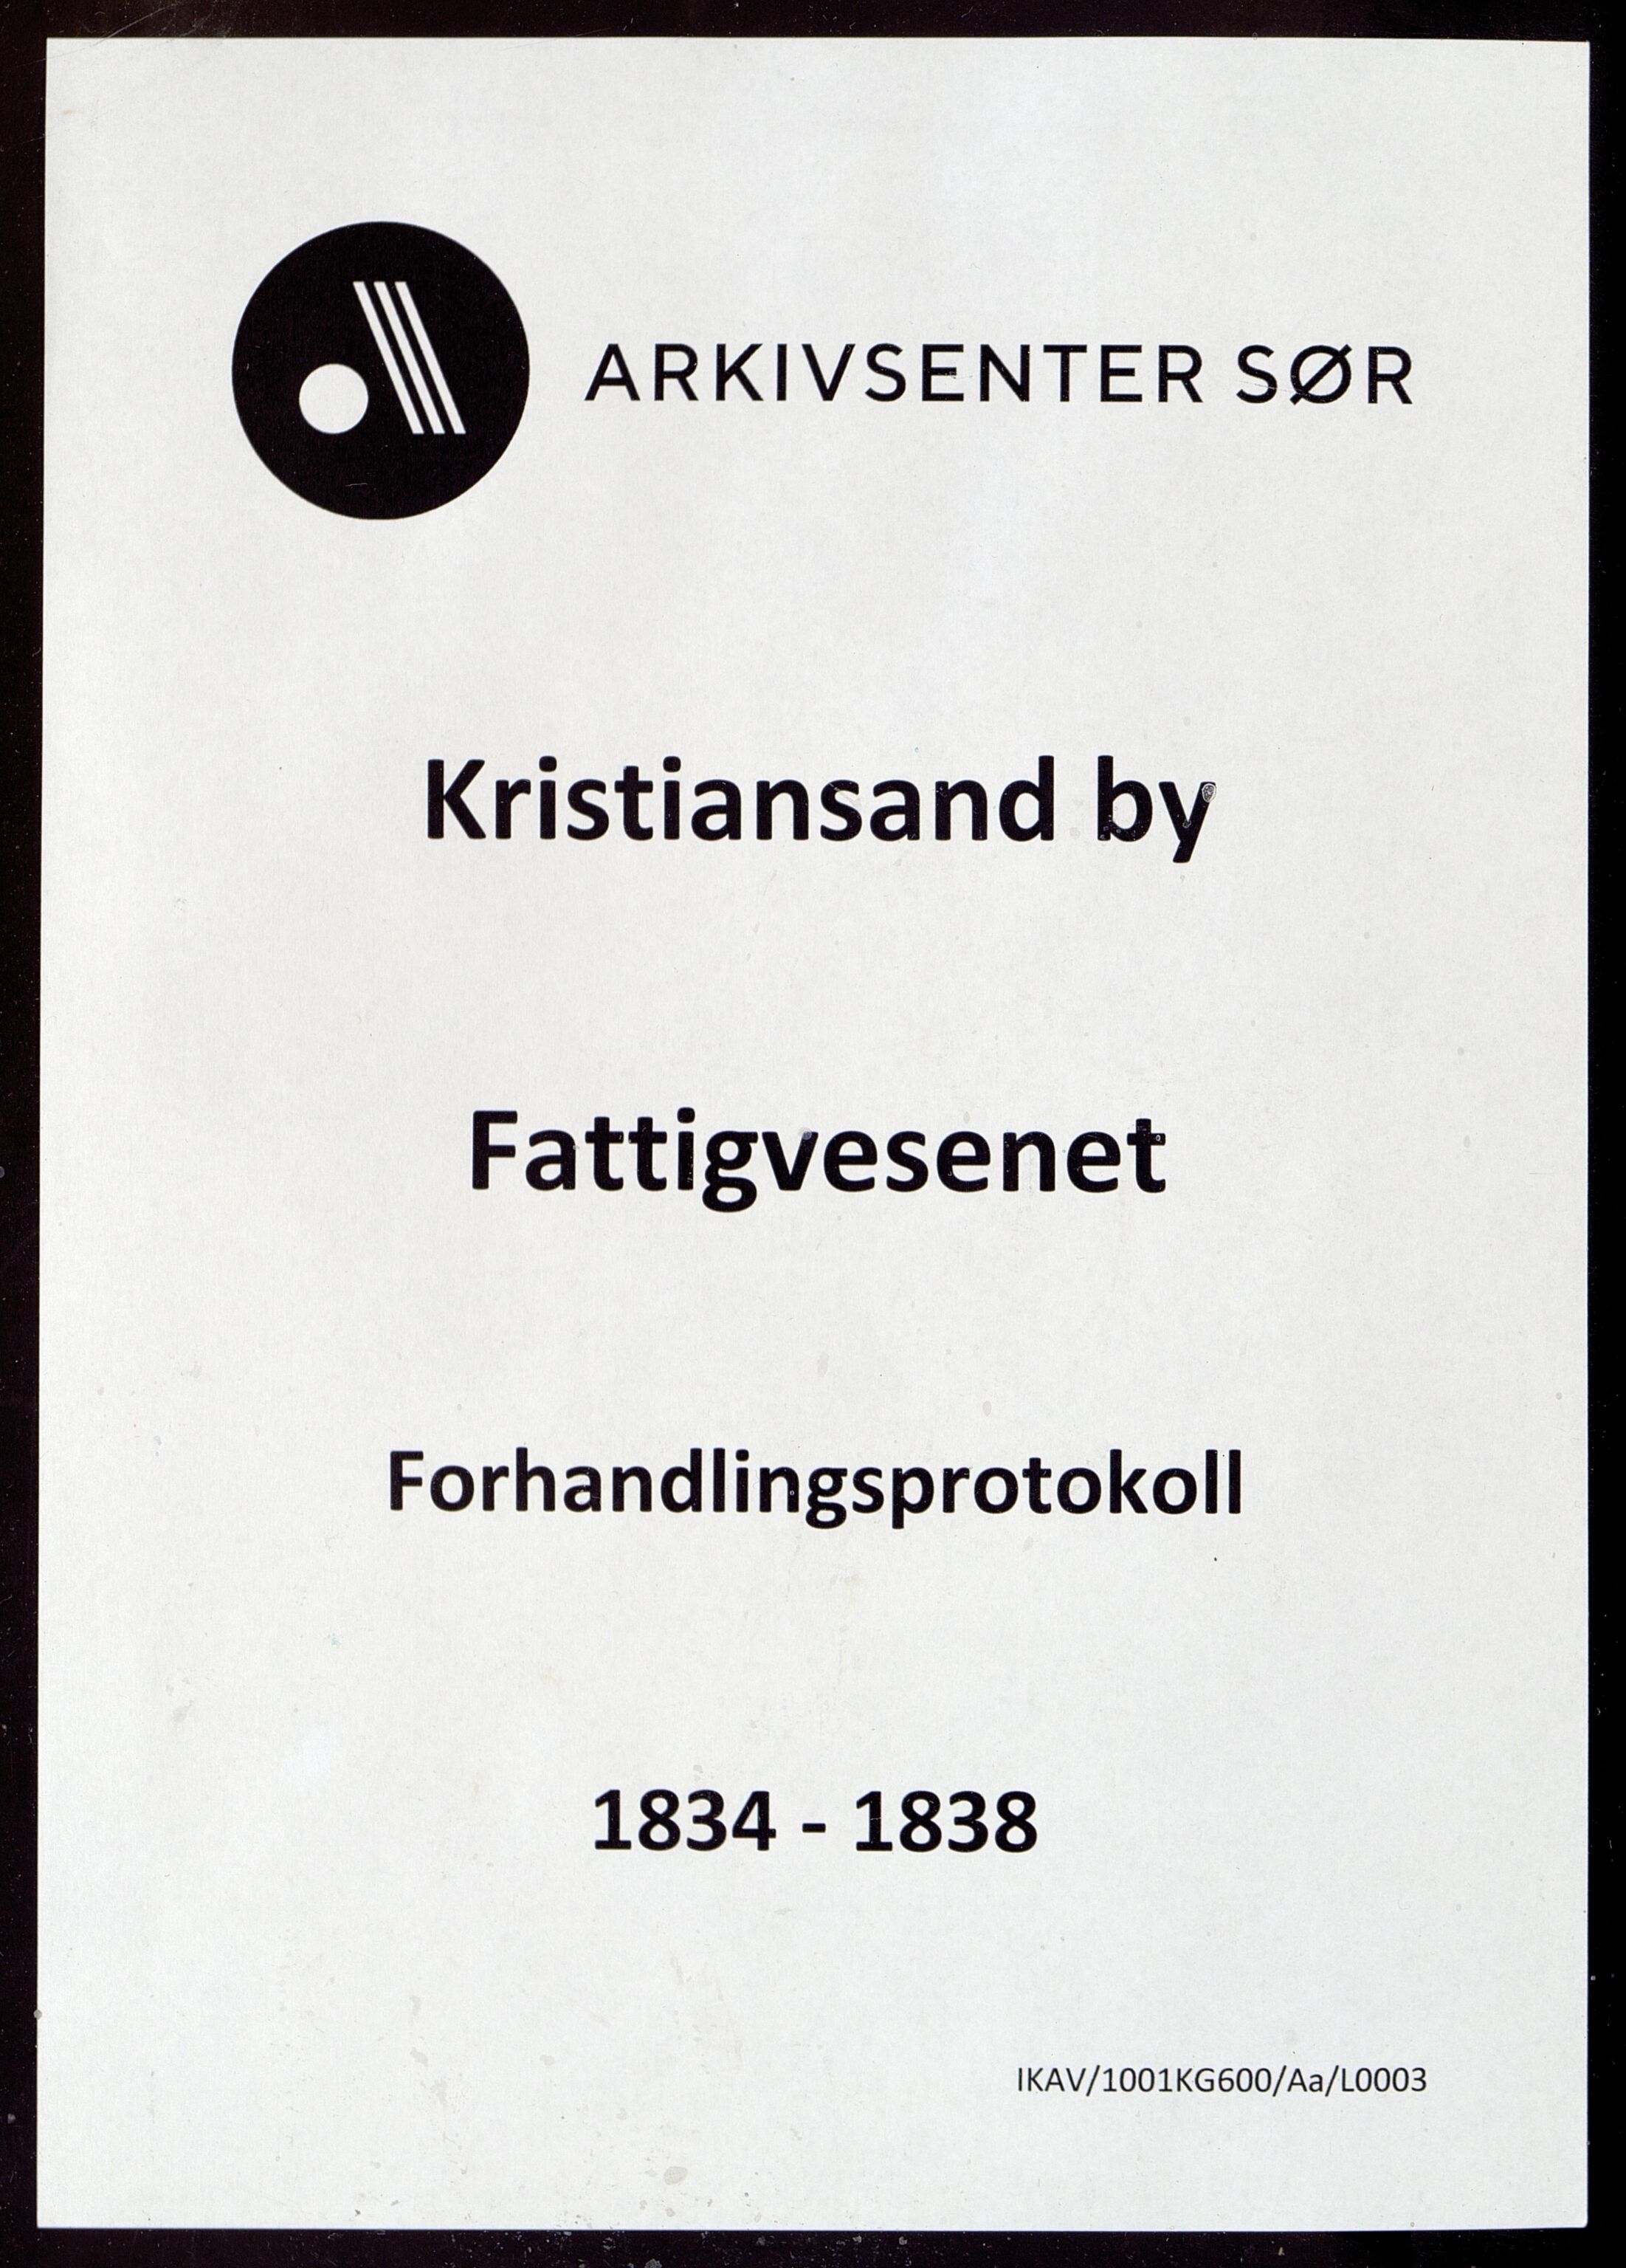 ARKIVSENTER SØR
Kristiansand by
Fattigvesenet
Forhandlingsprotokoll
1834 - 1838
IKAV/1001KG600/Aa/L0003